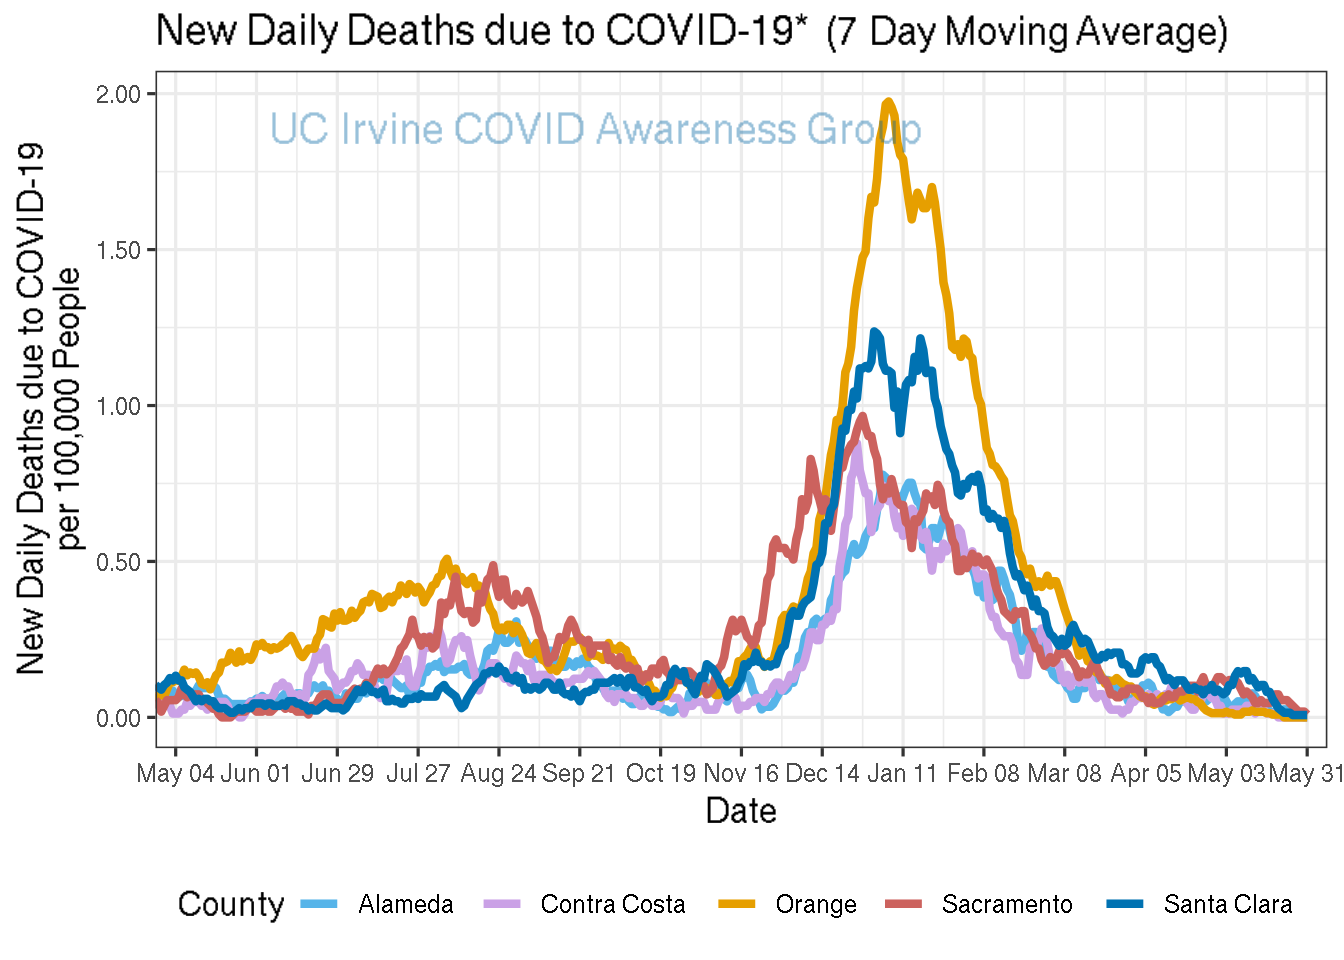 New Daily Deaths due to COVID-19* (7 Day Moving Average)
UC Irvine COVID Awareness Group
New Daily Deaths due to COVID-19
per 100,000 People
2.00
1.50
1.00
0.50
0.00
May 04 Jun 01 Jun 29 Jul 27 Aug 24 Sep 21 Oct 19 Nov 16 Dec 14 Jan 11 Feb 08 Mar 08 Apr 05 May 03 May 31
Date
County Alameda Contra Costa Orange Sacramento Santa Clara